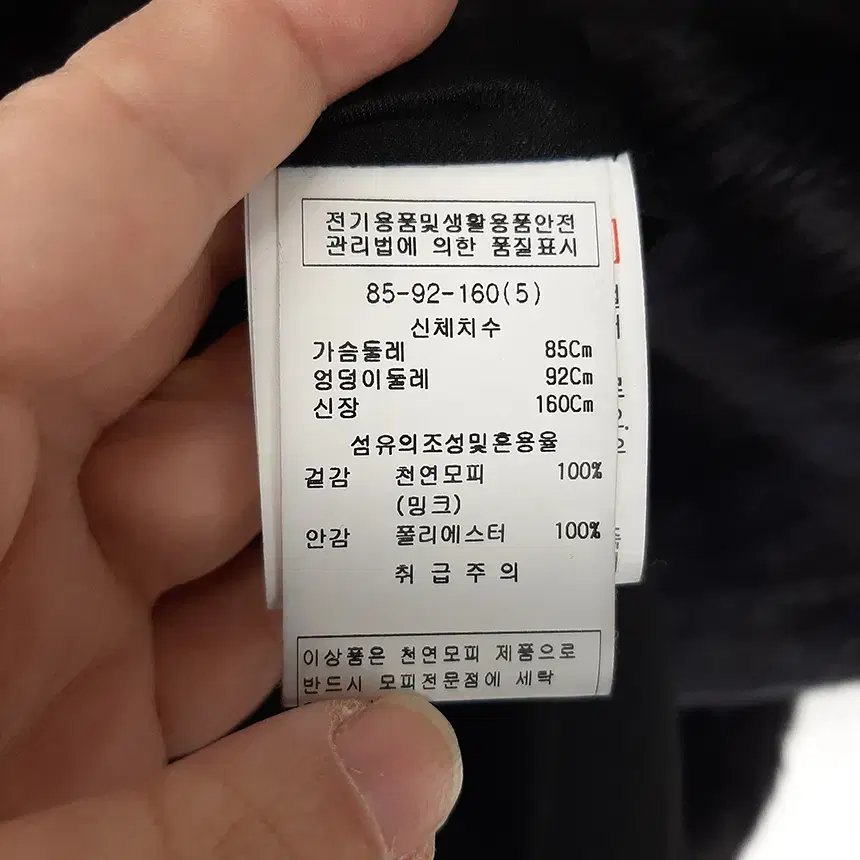 전기용품및생활용품안전
관리법에 의한 품질표시
85-92-160(5)
신체치수
가슴둘레 85Cm
엉덩이둘레 92Cm
신장 160Cm
섬유의조성및혼용율
겉감 천연모피 100%
(밍크)
안감 폴리에스터 100%
취 급 주 의
이상품은 천연모피 제품으로
반드시 모피전문점에 세탁